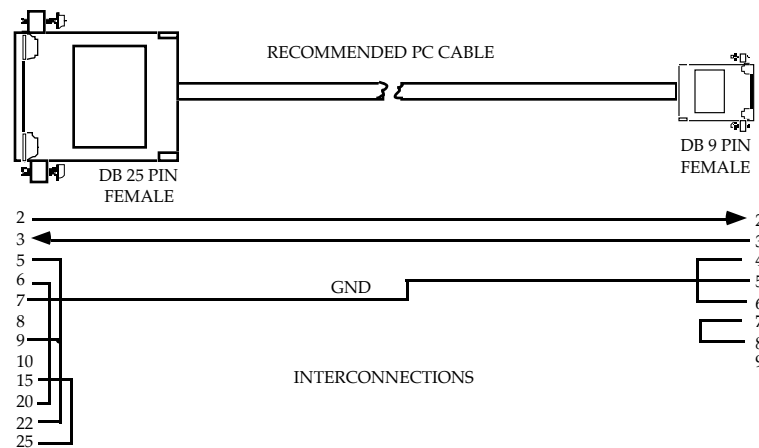 RECOMMENDED PC CABLE
DB 25 PIN
FEMALE
DB 9 PIN
FEMALE
2 2
3 3
5 4
6 5
7 GND 6
8 7
9 8
10 9
15 INTERCONNECTIONS
20
22
25